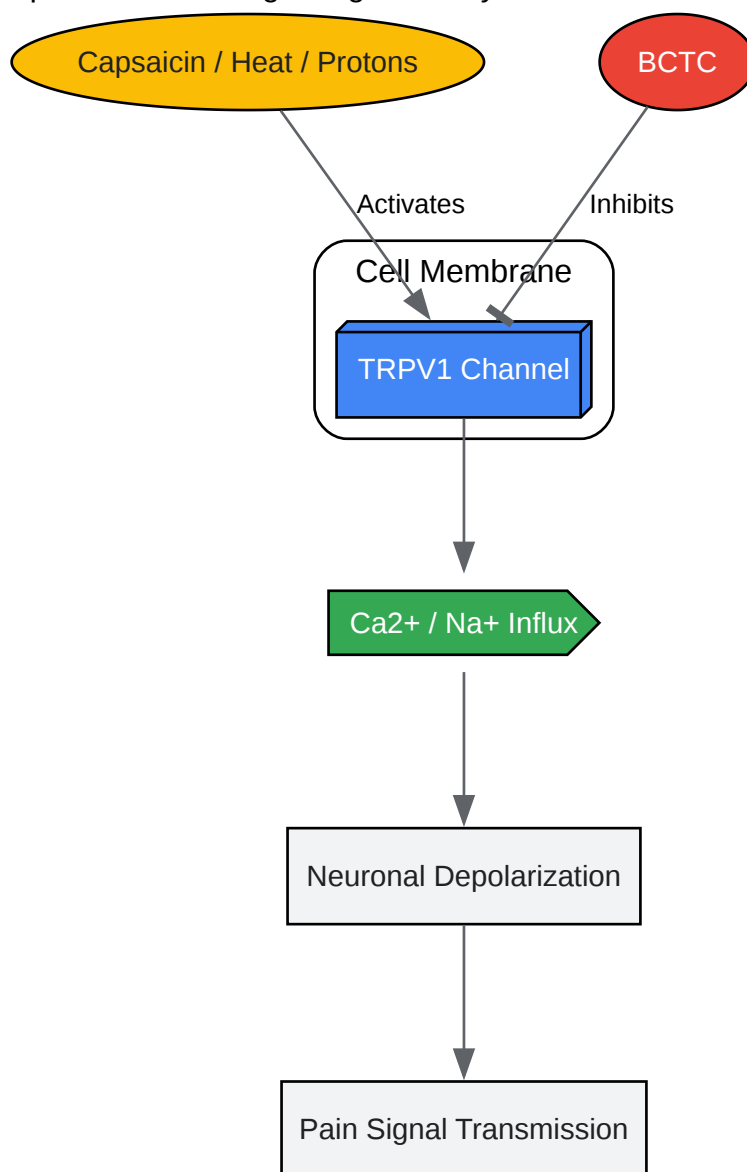 Capsaicin / Heat / Protons
BCTC
Activates
Inhibits
Cell Membrane
TRPV1 Channel
Ca2+ / Na+ Influx
Neuronal Depolarization
Pain Signal Transmission